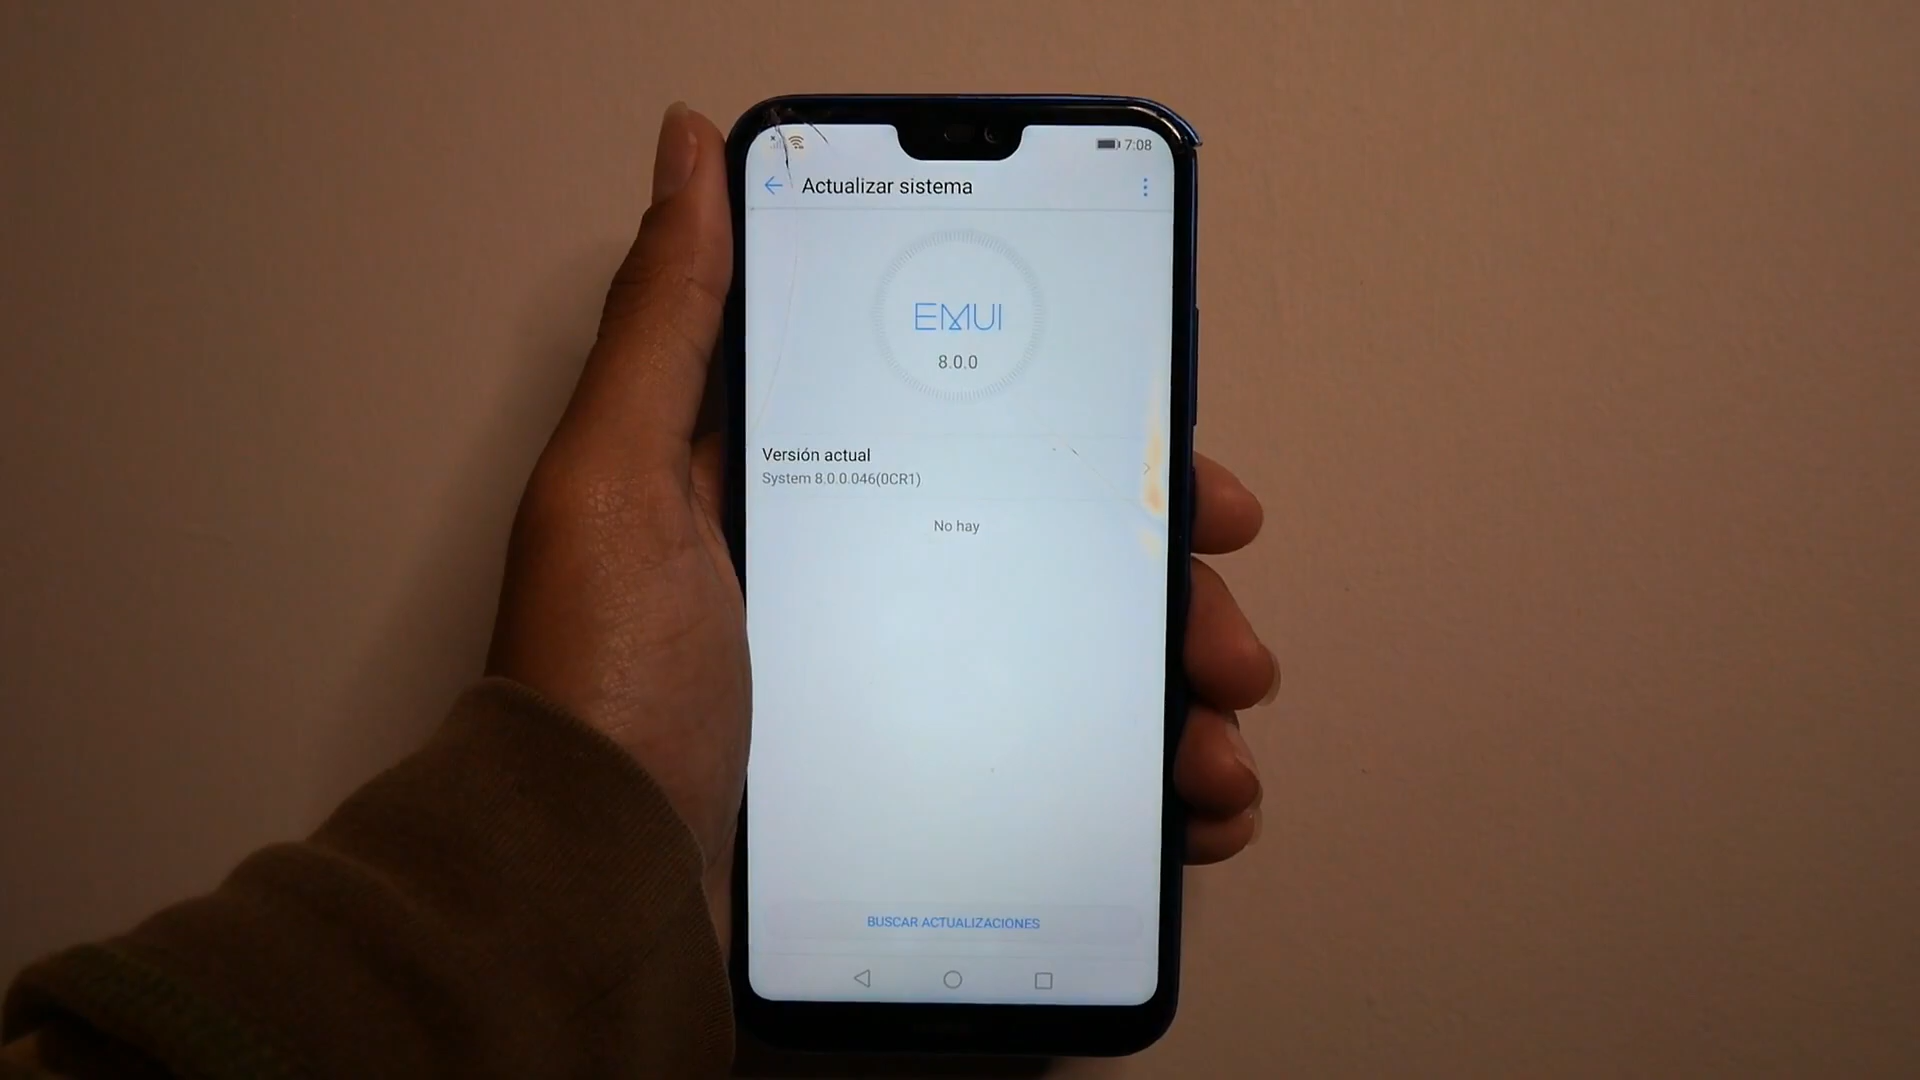 7:08
Actualizar sistema
EMUI
8.0.0
Versión actual
System 8.0.0.046(0CR1)
No hay
BUSCAR ACTUALIZACIONES